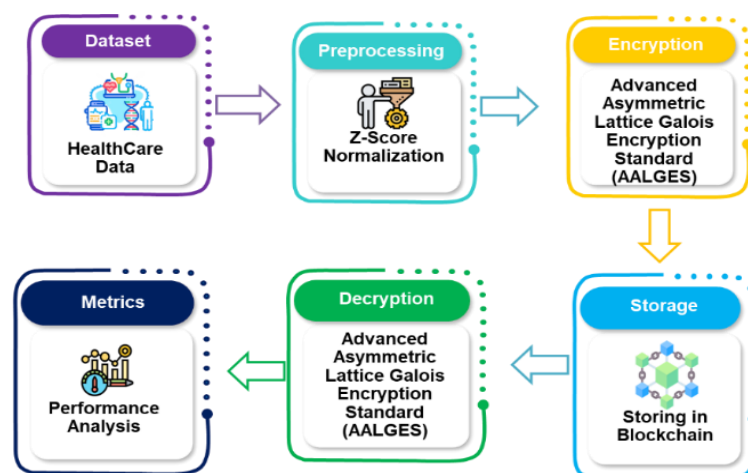 Dataset
HealthCare
Data
Preprocessing
Z-Score
Normalization
Encryption
Advanced
Asymmetric
Lattice Galois
Encryption
Standard
(AALGES)
Storage
Storing in
Blockchain
Decryption
Advanced
Asymmetric
Lattice Galois
Encryption
Standard
(AALGES)
Metrics
Performance
Analysis